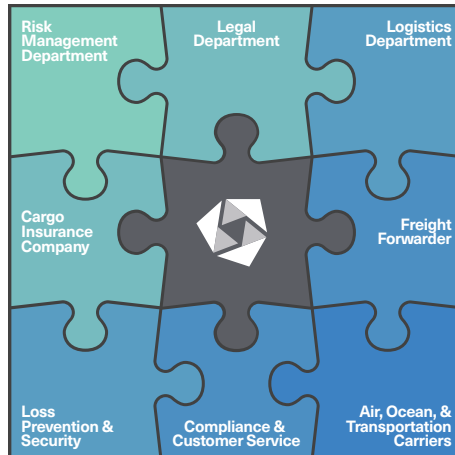 Risk
Management
Department
Legal
Department
Logistics
Department
Cargo
Insurance
Company
Freight
Forwarder
Loss
Prevention &
Security
Compliance &
Customer Service
Air, Ocean, &
Transportation
Carriers